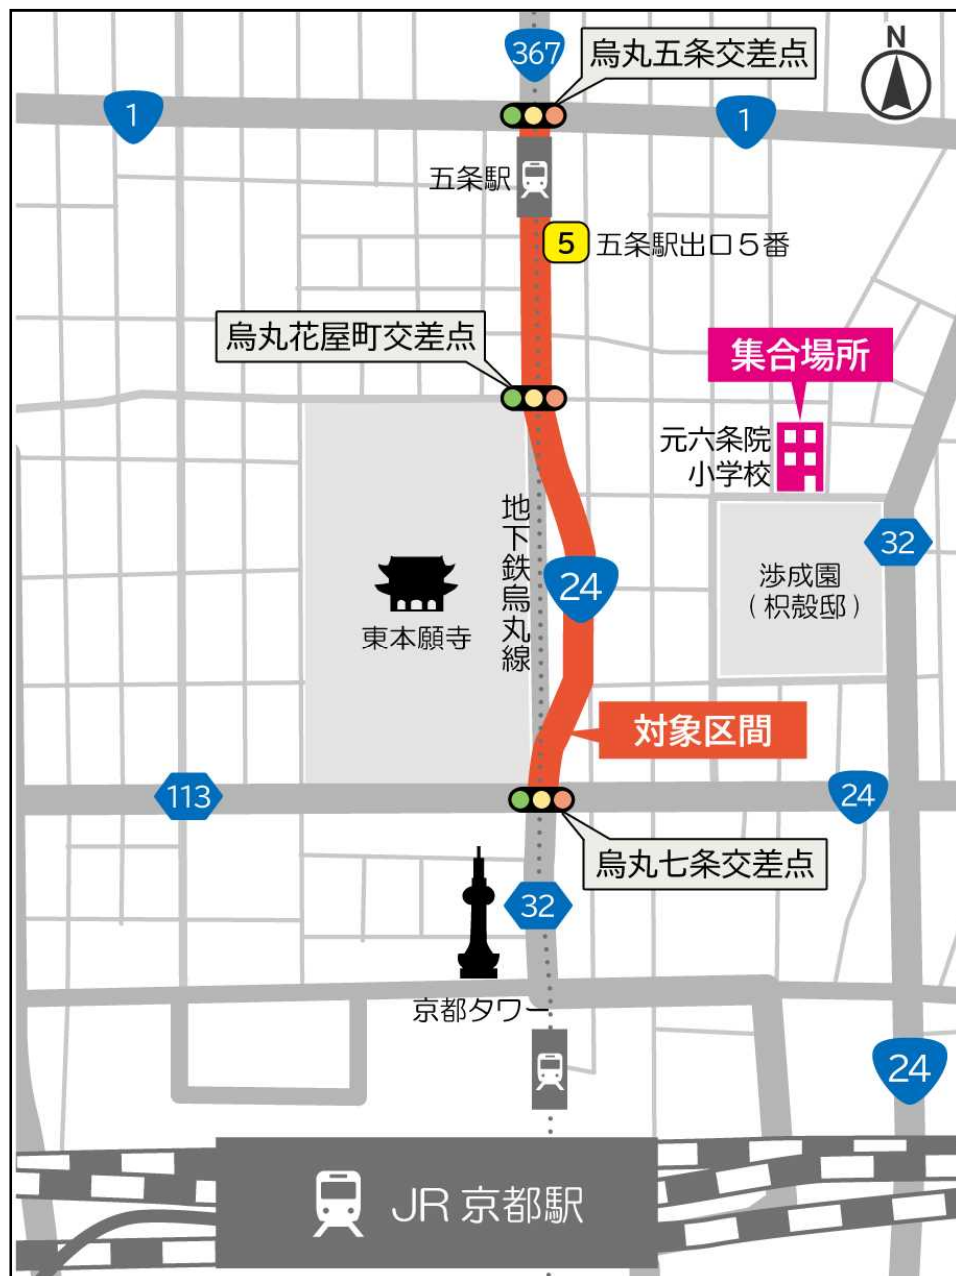 367
烏丸五条交差点
N
1
1
五条駅
5
五条駅出口5番
烏丸花屋町交差点
集合場所
元六条院
小学校
地下鉄烏丸線
24
32
渉成園
（枳殻邸）
東本願寺
対象区間
113
24
烏丸七条交差点
32
京都タワー
24
JR 京都駅